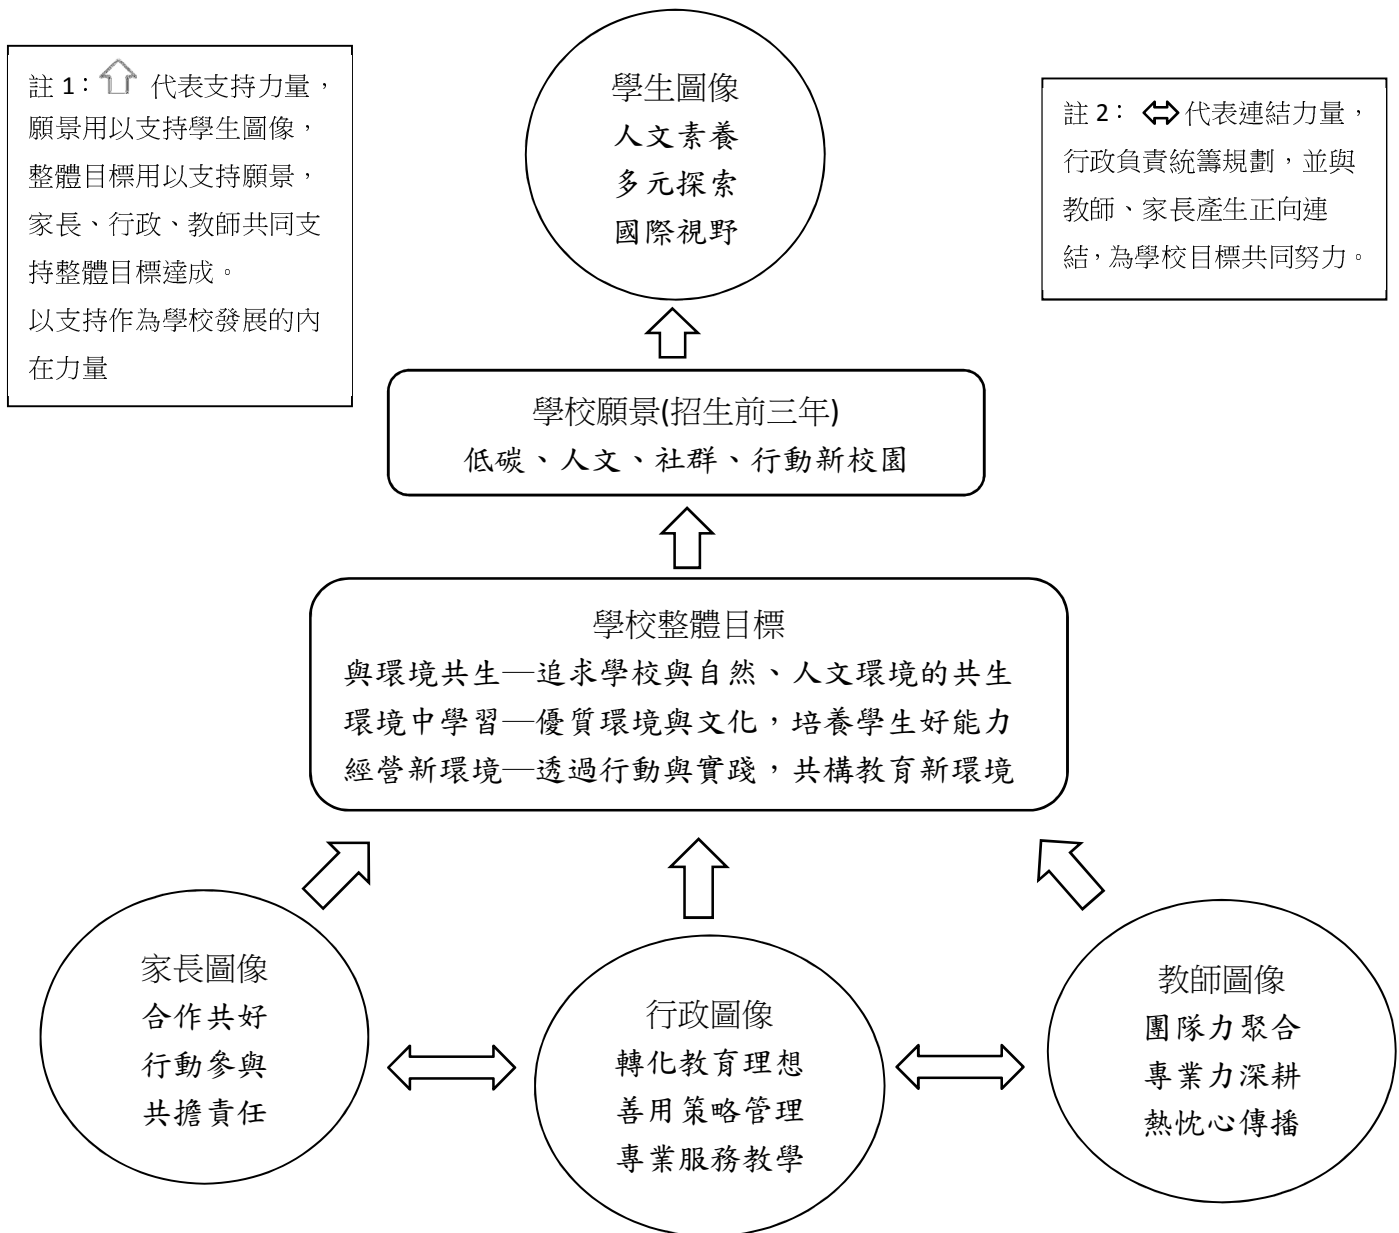 註 1： 代表支持力量，
願景用以支持學生圖像，
整體目標用以支持願景，
家長、行政、教師共同支
持整體目標達成。
以支持作為學校發展的內
在力量
學生圖像
人文素養
多元探索
國際視野
註 2： 代表連結力量，
行政負責統籌規劃，並與
教師、家長產生正向連
結，為學校目標共同努力。
學校願景(招生前三年)
低碳、人文、社群、行動新校園
學校整體目標
與環境共生—追求學校與自然、人文環境的共生
環境中學習—優質環境與文化，培養學生好能力
經營新環境—透過行動與實踐，共構教育新環境
家長圖像
合作共好
行動參與
共擔責任
行政圖像
轉化教育理想
善用策略管理
專業服務教學
教師圖像
團隊力聚合
專業力深耕
熱忱心傳播